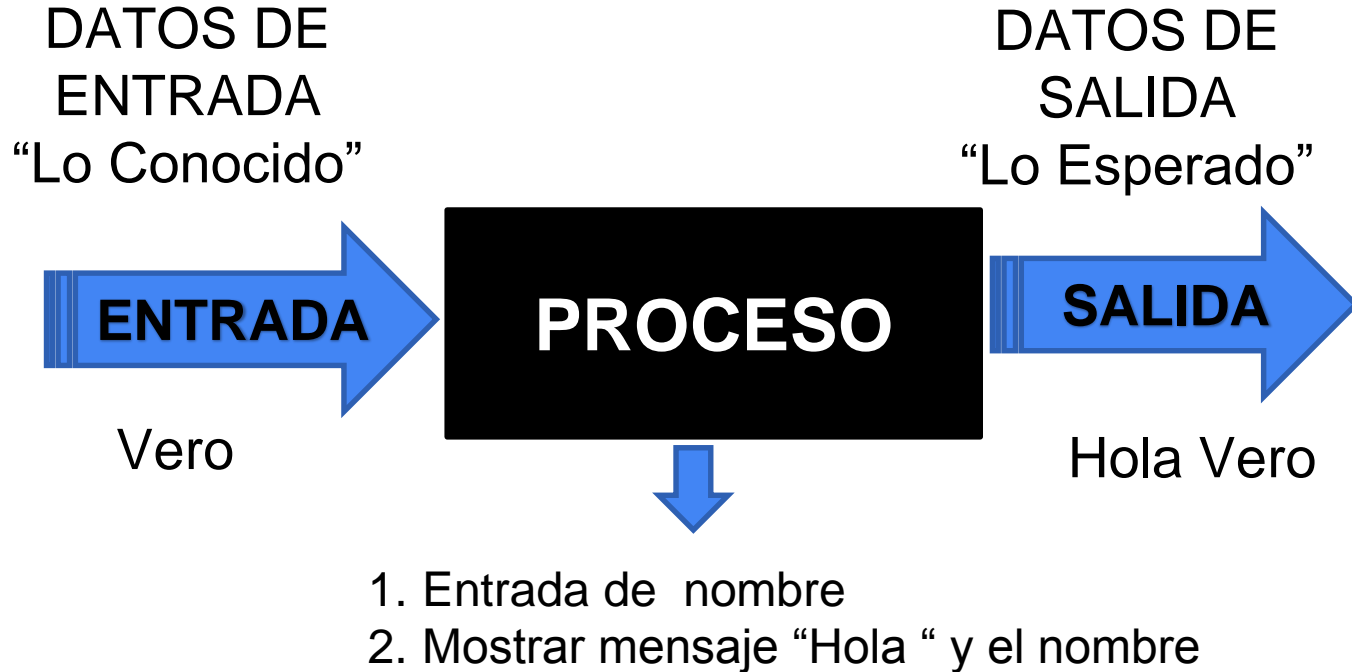 DATOS DE
ENTRADA
“Lo Conocido”
DATOS DE
SALIDA
“Lo Esperado”
ENTRADA
PROCESO
SALIDA
Vero
Hola Vero
1. Entrada de  nombre
2. Mostrar mensaje “Hola “ y el nombre